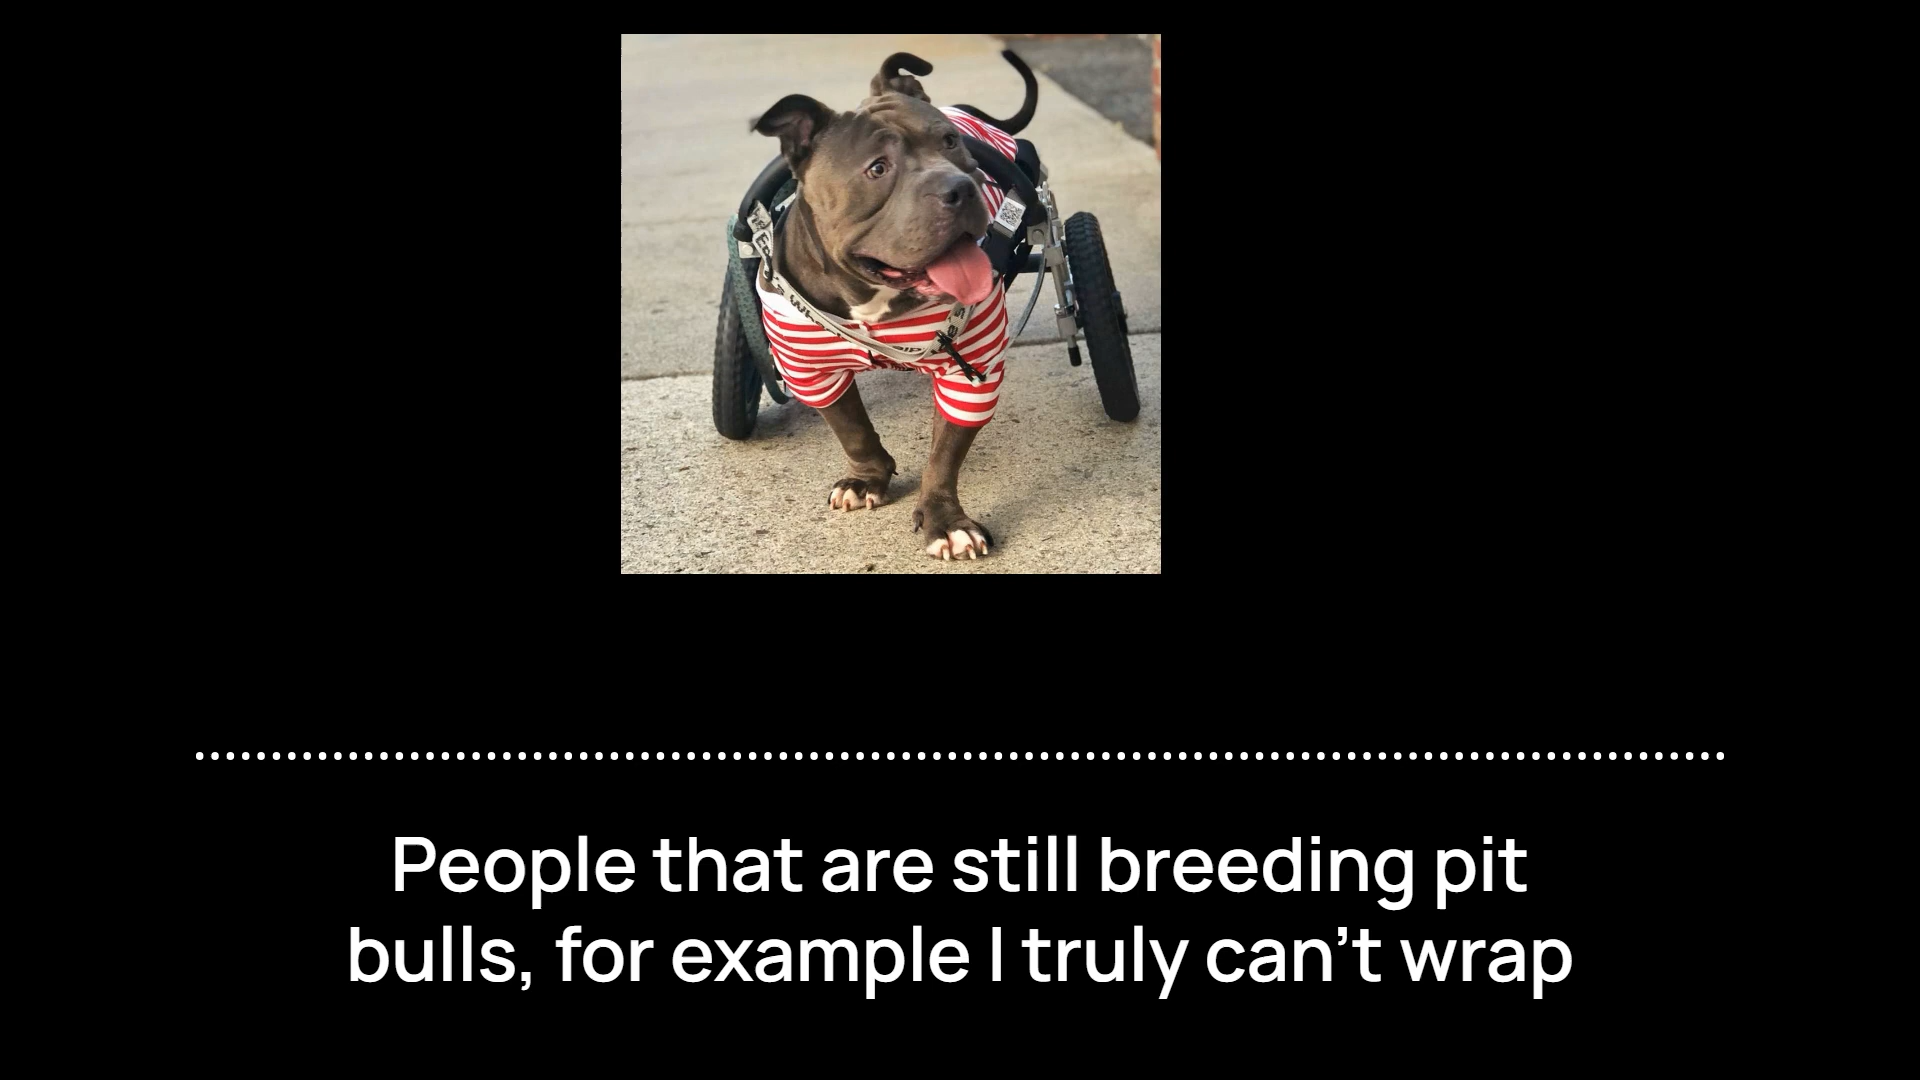 People that are still breeding pit
bulls, for example I truly can't wrap